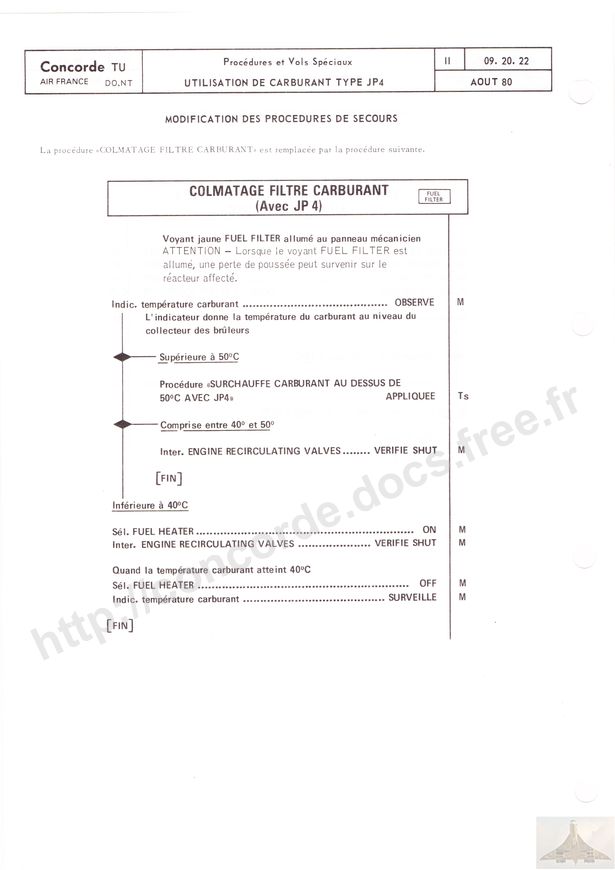 Concorde TU
AIR FRANCE DO.NT
Procédures et Vols Spéciaux
UTILISATION DE CARBURANT TYPE JP4
II
09. 20. 22
AOUT 80
MODIFICATION DES PROCEDURES DE SECOURS
La procédure «COLMATAGE FILTRE CARBURANT» est remplacée par la procédure suivante.
COLMATAGE FILTRE CARBURANT
(Avec JP 4)
FUEL
FILTER
Voyant jaune FUEL FILTER allumé au panneau mécanicien
ATTENTION – Lorsque le voyant FUEL FILTER est
allumé, une perte de poussée peut survenir sur le
réacteur affecté.
Indic. température carburant ........................................... OBSERVE M
L'indicateur donne la température du carburant au niveau du
collecteur des brûleurs
Supérieure à 50°C
Procédure «SURCHAUFFE CARBURANT AU DESSUS DE
50°C AVEC JP4» APPLIQUEE Ts
Comprise entre 40° et 50°
Inter. ENGINE RECIRCULATING VALVES........ VERIFIE SHUT M
[FIN]
Inférieure à 40°C
Sél. FUEL HEATER ................................................................. ON M
Inter. ENGINE RECIRCULATING VALVES ...................... VERIFIE SHUT M
Quand la température carburant atteint 40°C
Sél. FUEL HEATER ................................................................ OFF M
Indic. température carburant ........................................... SURVEILLE M
[FIN]
http://concorde.docs.free.fr